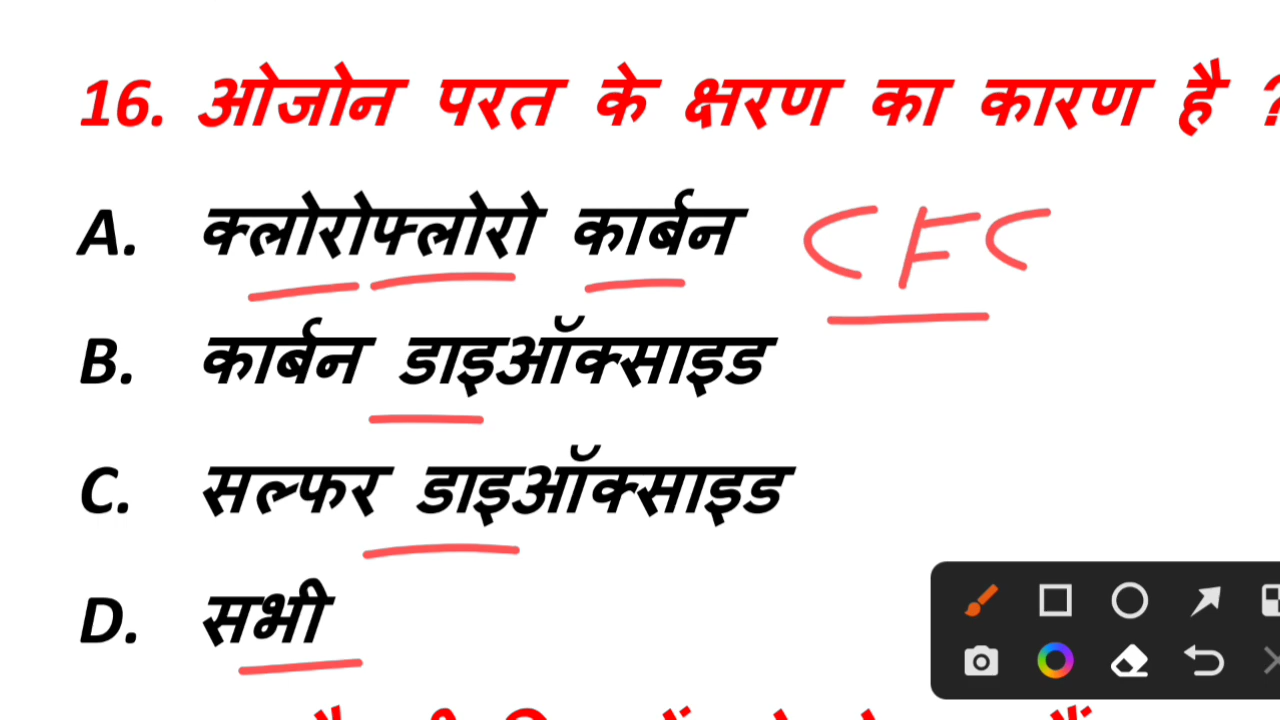 16. ओजोन परत के क्षरण का कारण है ?
A. क्लोरोफ्लोरो कार्बन CFC
B. कार्बन डाइऑक्साइड
C. सल्फर डाइऑक्साइड
D. सभी